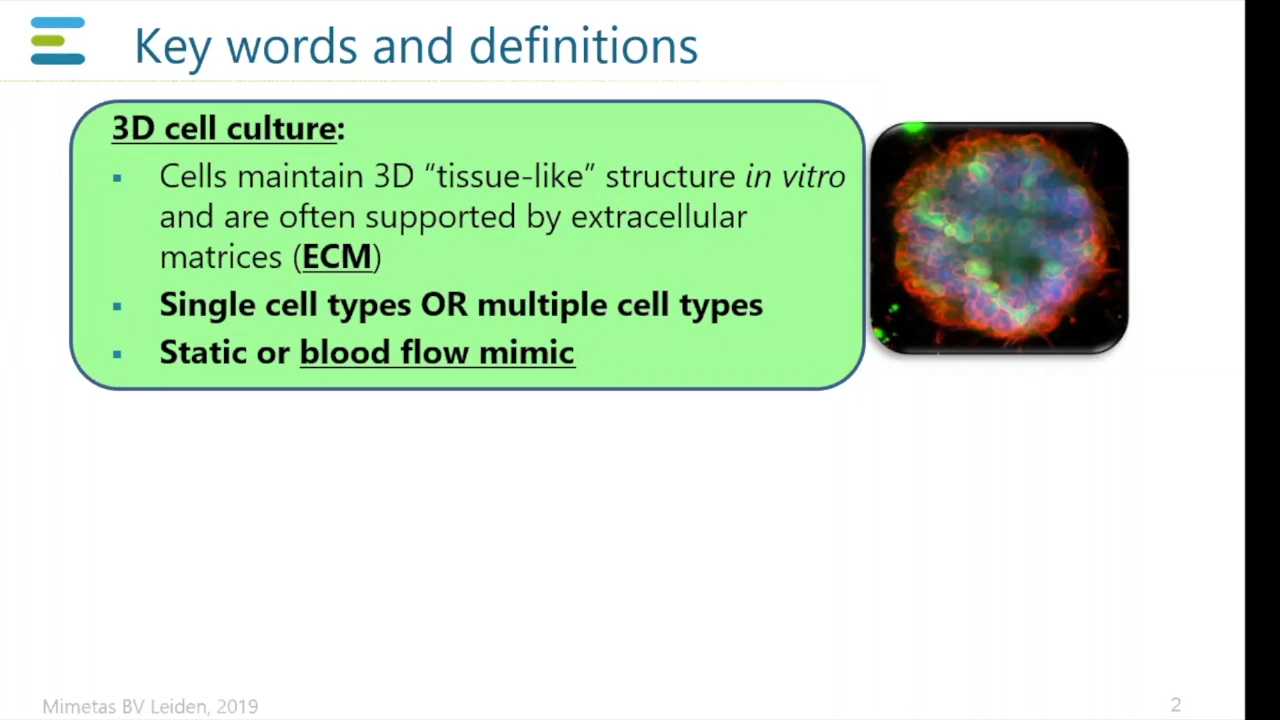 Key words and definitions
3D cell culture:
▪ Cells maintain 3D “tissue-like” structure in vitro
and are often supported by extracellular
matrices (ECM)
▪ Single cell types OR multiple cell types
▪ Static or blood flow mimic
Mimetas BV Leiden, 2019
2